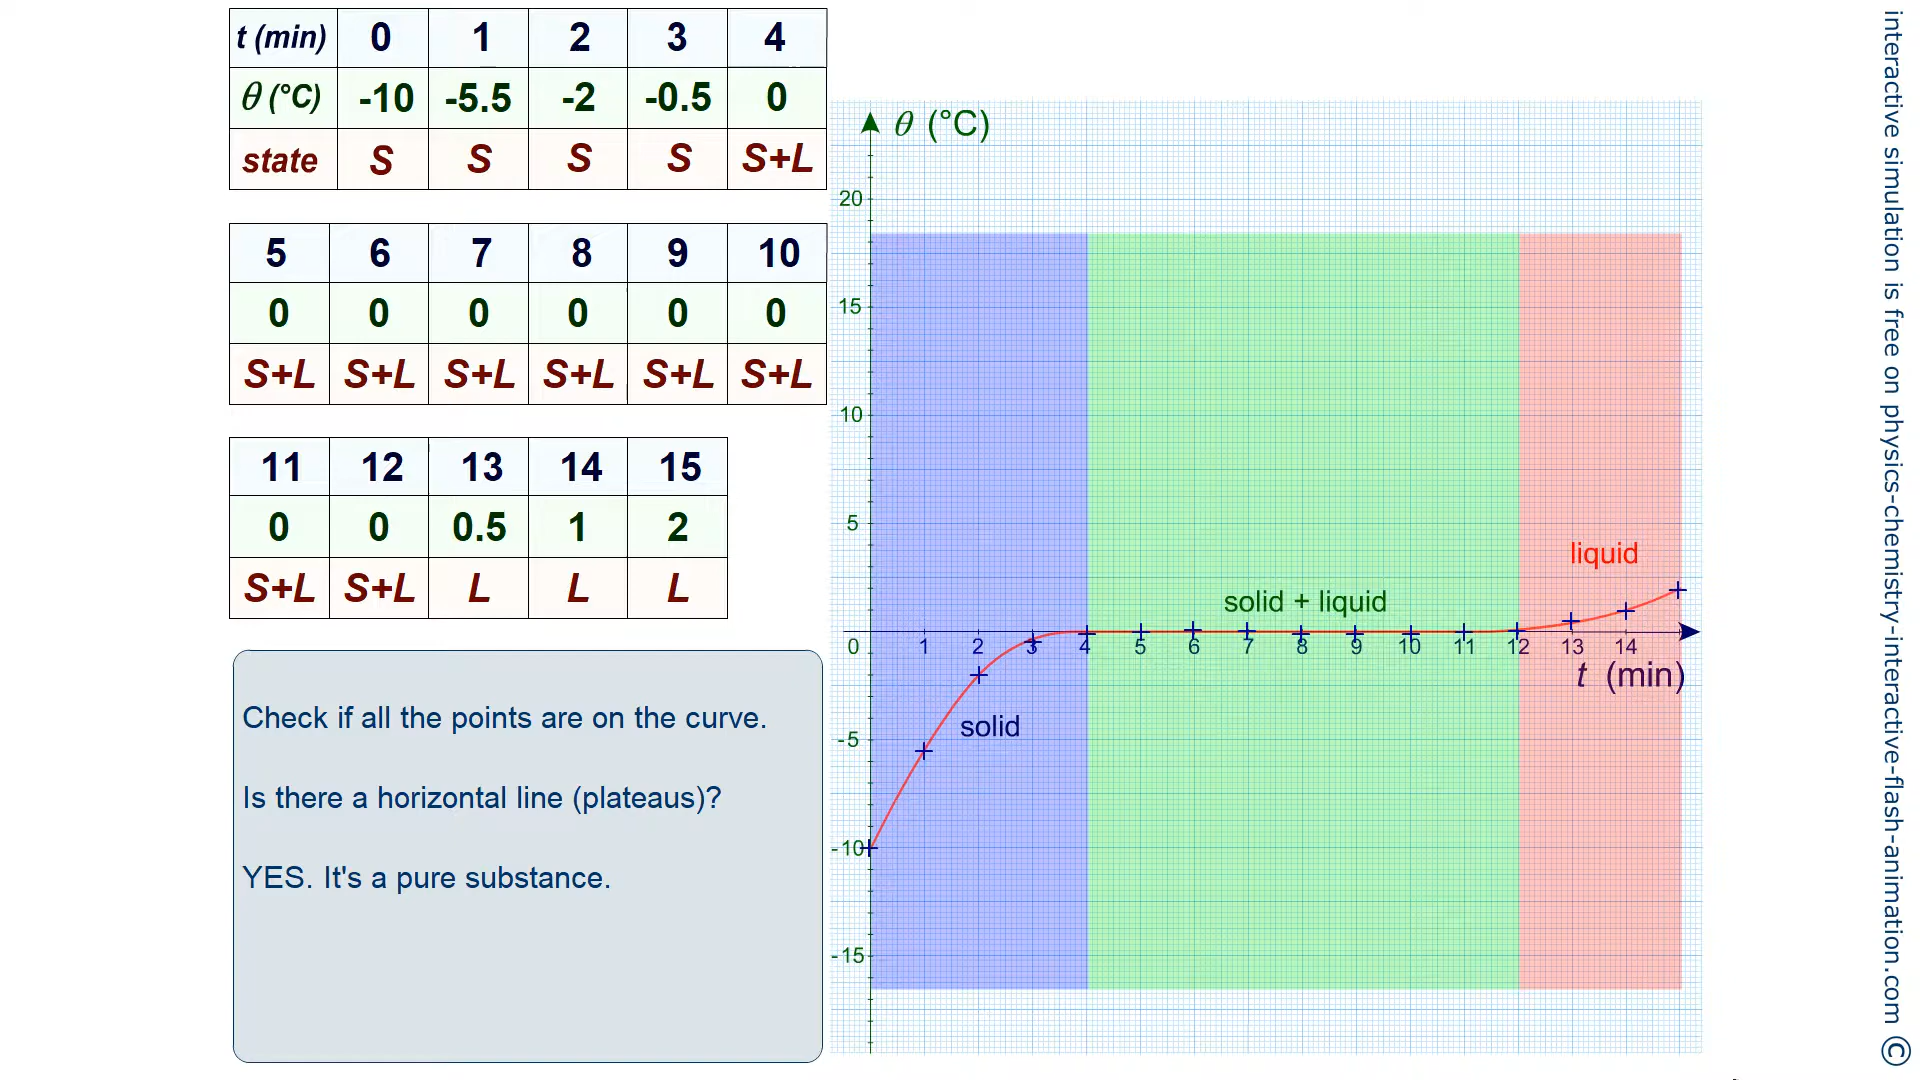 t (min) 0 1 2 3 4
θ (°C) -10 -5.5 -2 -0.5 0
state S S S S S+L
5 6 7 8 9 10
0 0 0 0 0 0
S+L S+L S+L S+L S+L S+L
11 12 13 14 15
0 0 0.5 1 2
S+L S+L L L L
Check if all the points are on the curve.
Is there a horizontal line (plateaus)?
YES. It's a pure substance.
θ (°C)
20
15
10
5
0
-5
-10
-15
1 2 3 4 5 6 7 8 9 10 11 12 13 14
t (min)
solid
solid + liquid
liquid
interactive simulation is free on physics-chemistry-interactive-flash-animation.com ©